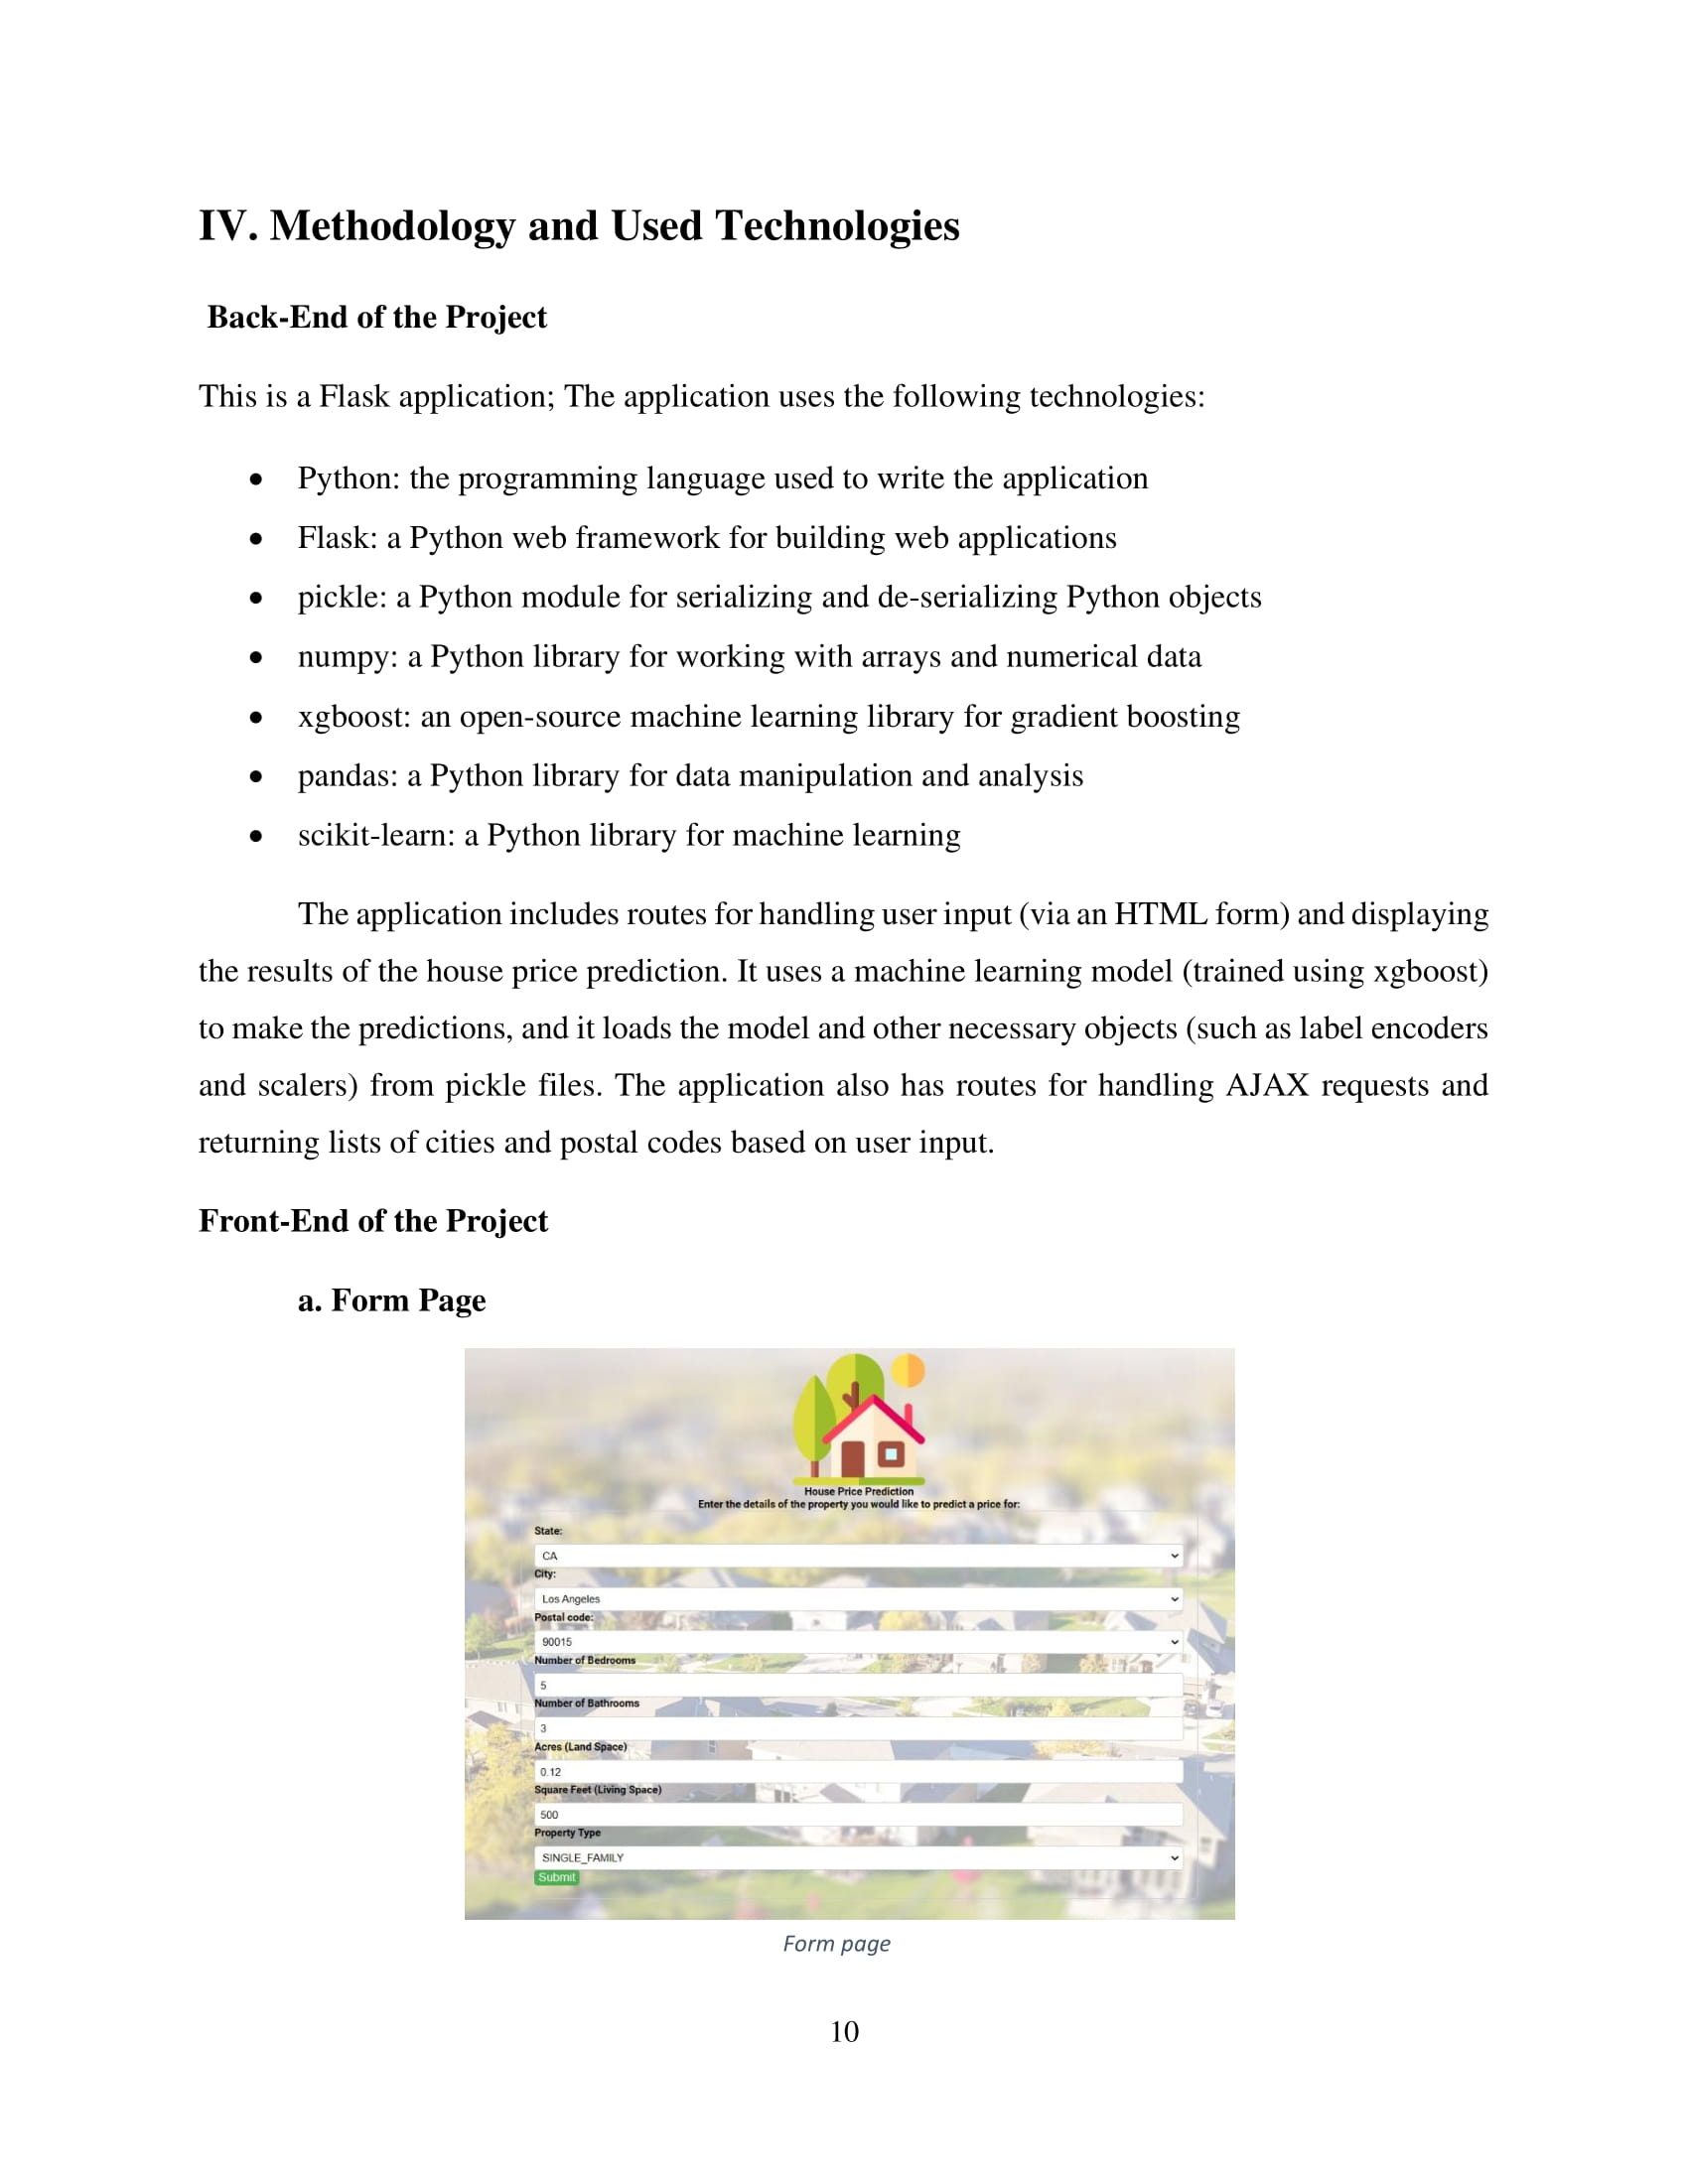 IV. Methodology and Used Technologies
Back-End of the Project
This is a Flask application; The application uses the following technologies:
• Python: the programming language used to write the application
• Flask: a Python web framework for building web applications
• pickle: a Python module for serializing and de-serializing Python objects
• numpy: a Python library for working with arrays and numerical data
• xgboost: an open-source machine learning library for gradient boosting
• pandas: a Python library for data manipulation and analysis
• scikit-learn: a Python library for machine learning
The application includes routes for handling user input (via an HTML form) and displaying
the results of the house price prediction. It uses a machine learning model (trained using xgboost)
to make the predictions, and it loads the model and other necessary objects (such as label encoders
and scalers) from pickle files. The application also has routes for handling AJAX requests and
returning lists of cities and postal codes based on user input.
Front-End of the Project
a. Form Page
House Price Prediction
Enter the details of the property you would like to predict a price for:
State:
CA
City:
Los Angeles
Postal code:
90015
Number of Bedrooms
5
Number of Bathrooms
3
Acres (Land Space)
0.12
Square Feet (Living Space)
500
Property Type
SINGLE_FAMILY
Submit
Form page
10